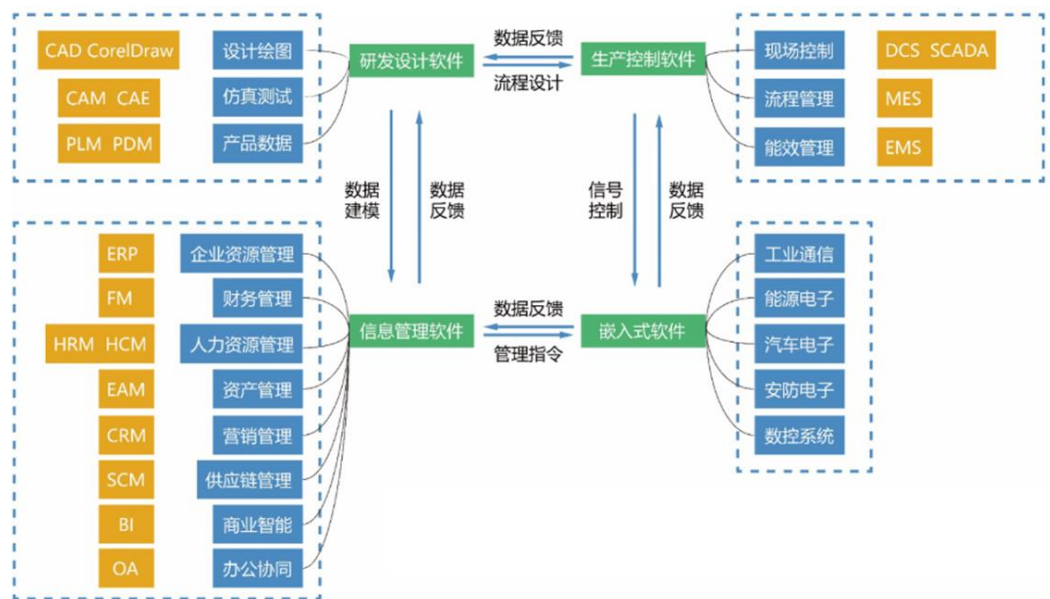 CAD CorelDraw
设计绘图
CAM CAE
仿真测试
PLM PDM
产品数据
研发设计软件
数据反馈
流程设计
生产控制软件
现场控制
DCS SCADA
流程管理
MES
能效管理
EMS
数据
建模
数据
反馈
信号
控制
数据
反馈
ERP
企业资源管理
FM
财务管理
HRM HCM
人力资源管理
EAM
资产管理
CRM
营销管理
SCM
供应链管理
BI
商业智能
OA
办公协同
信息管理软件
数据反馈
管理指令
嵌入式软件
工业通信
能源电子
汽车电子
安防电子
数控系统